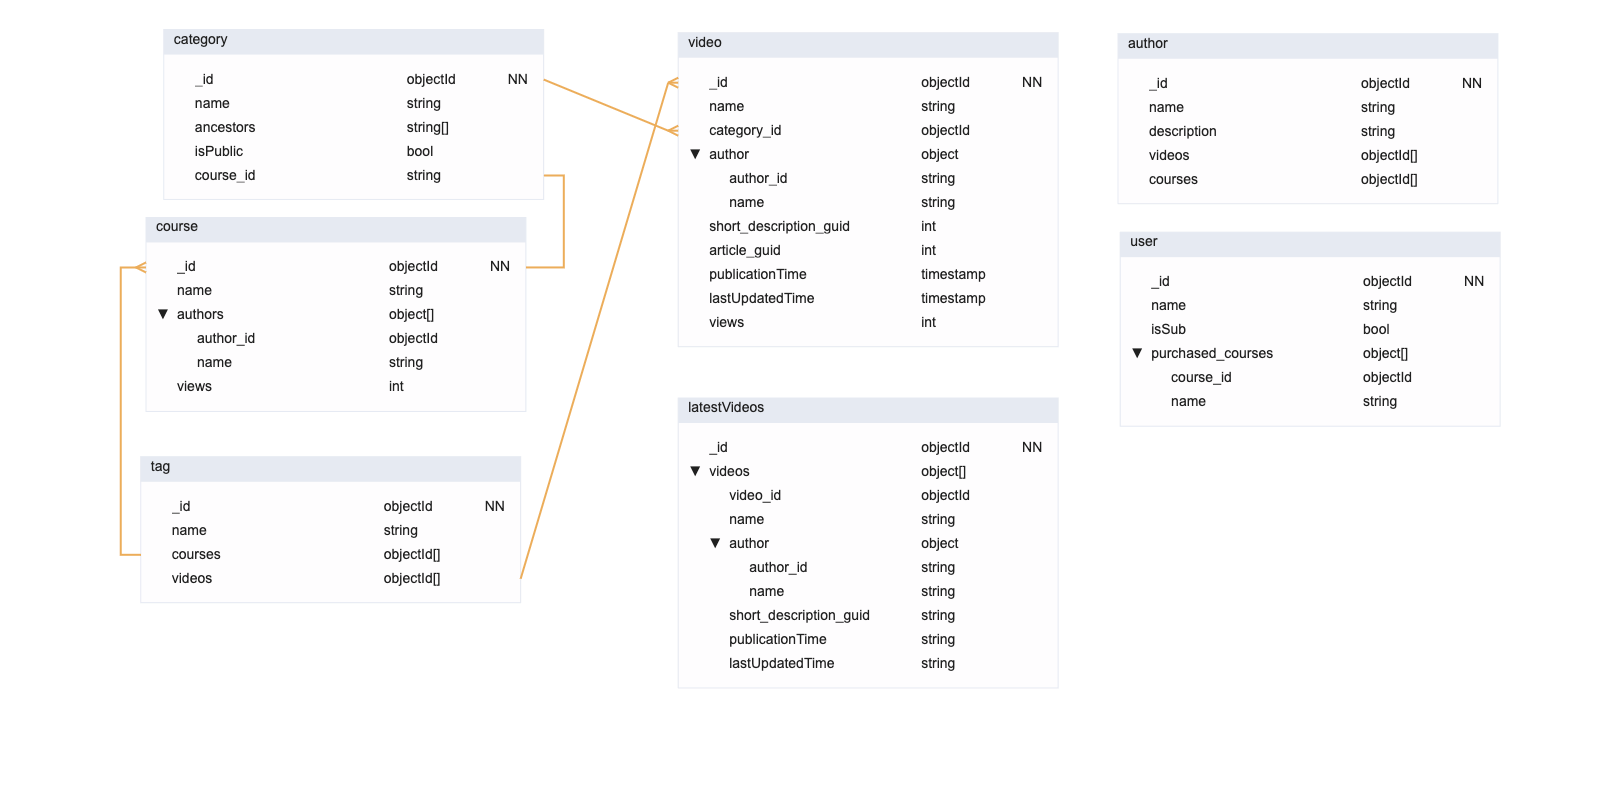 category
_id objectId NN
name string
ancestors string[]
isPublic bool
course_id string
course
_id objectId NN
name string
▼ authors object[]
author_id objectId
name string
views int
tag
_id objectId NN
name string
courses objectId[]
videos objectId[]
video
_id objectId NN
name string
category_id objectId
▼ author object
author_id string
name string
short_description_guid int
article_guid int
publicationTime timestamp
lastUpdatedTime timestamp
views int
latestVideos
_id objectId NN
▼ videos object[]
video_id objectId
name string
▼ author object
author_id string
name string
short_description_guid string
publicationTime string
lastUpdatedTime string
author
_id objectId NN
name string
description string
videos objectId[]
courses objectId[]
user
_id objectId NN
name string
isSub bool
▼ purchased_courses object[]
course_id objectId
name string